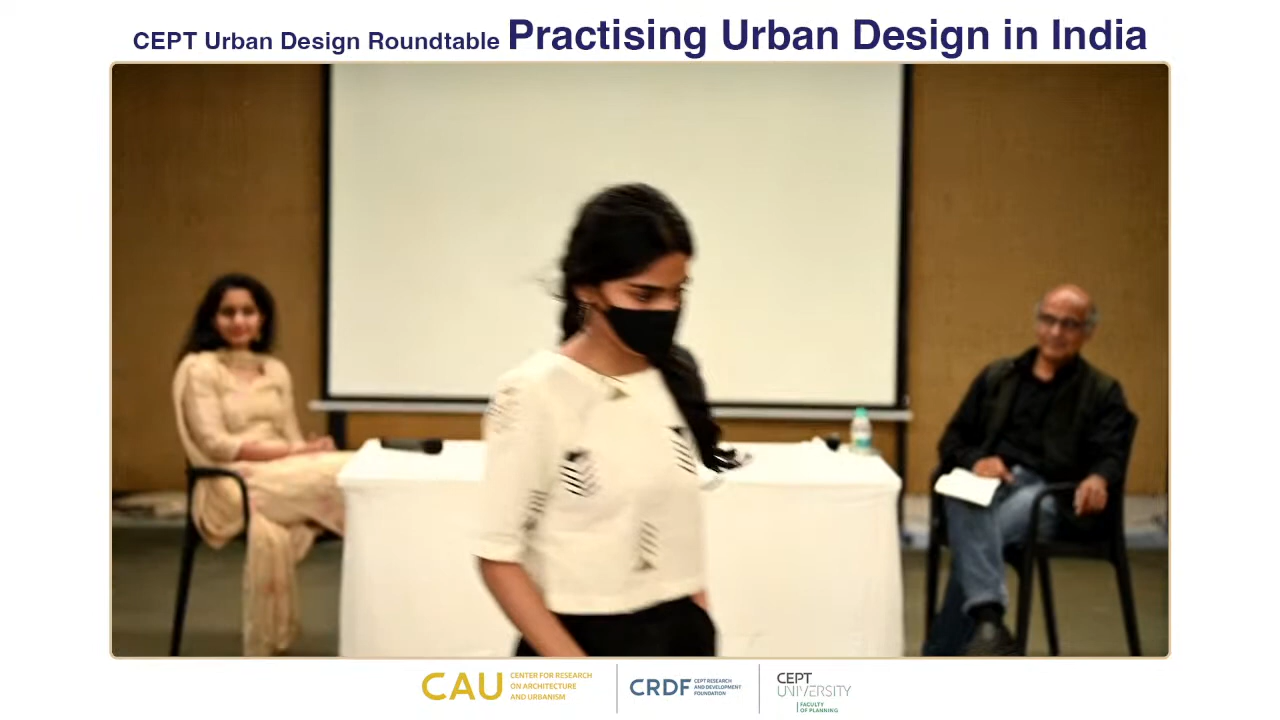 CEPT Urban Design Roundtable Practising Urban Design in India
CAU
CENTER FOR RESEARCH
ON ARCHITECTURE
AND URBANISM
CRDF
CEPT RESEARCH
AND DEVELOPMENT
FOUNDATION
CEPT
UNIVERSITY
FACULTY
OF PLANNING